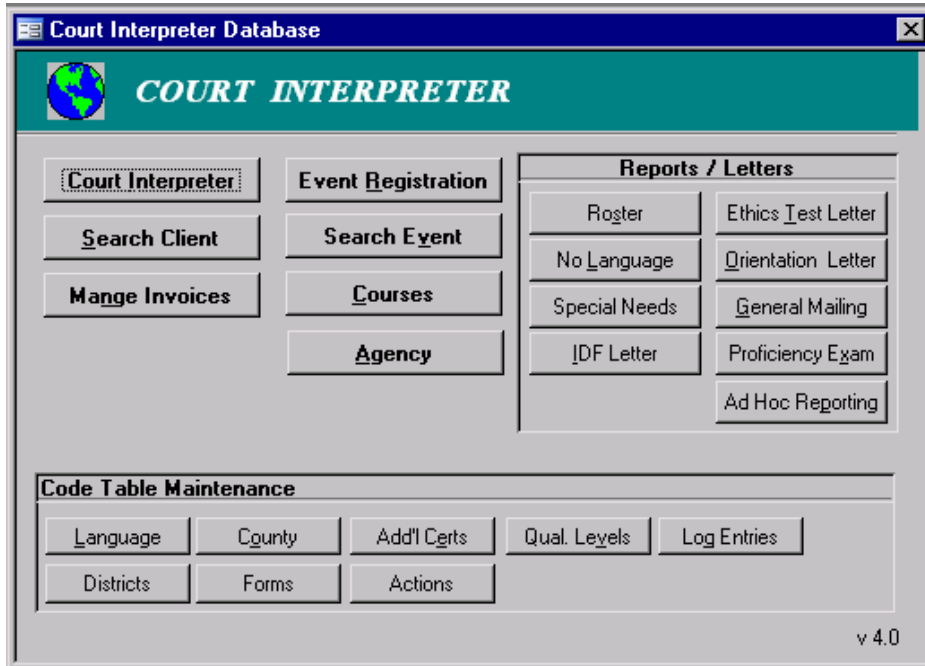 Court Interpreter Database
COURT INTERPRETER
Court Interpreter
Search Client
Mange Invoices
Event Registration
Search Event
Courses
Agency
Reports / Letters
Roster
Ethics Test Letter
No Language
Orientation Letter
Special Needs
General Mailing
IDF Letter
Proficiency Exam
Ad Hoc Reporting
Code Table Maintenance
Language
County
Add'l Certs
Qual. Levels
Log Entries
Districts
Forms
Actions
v 4.0